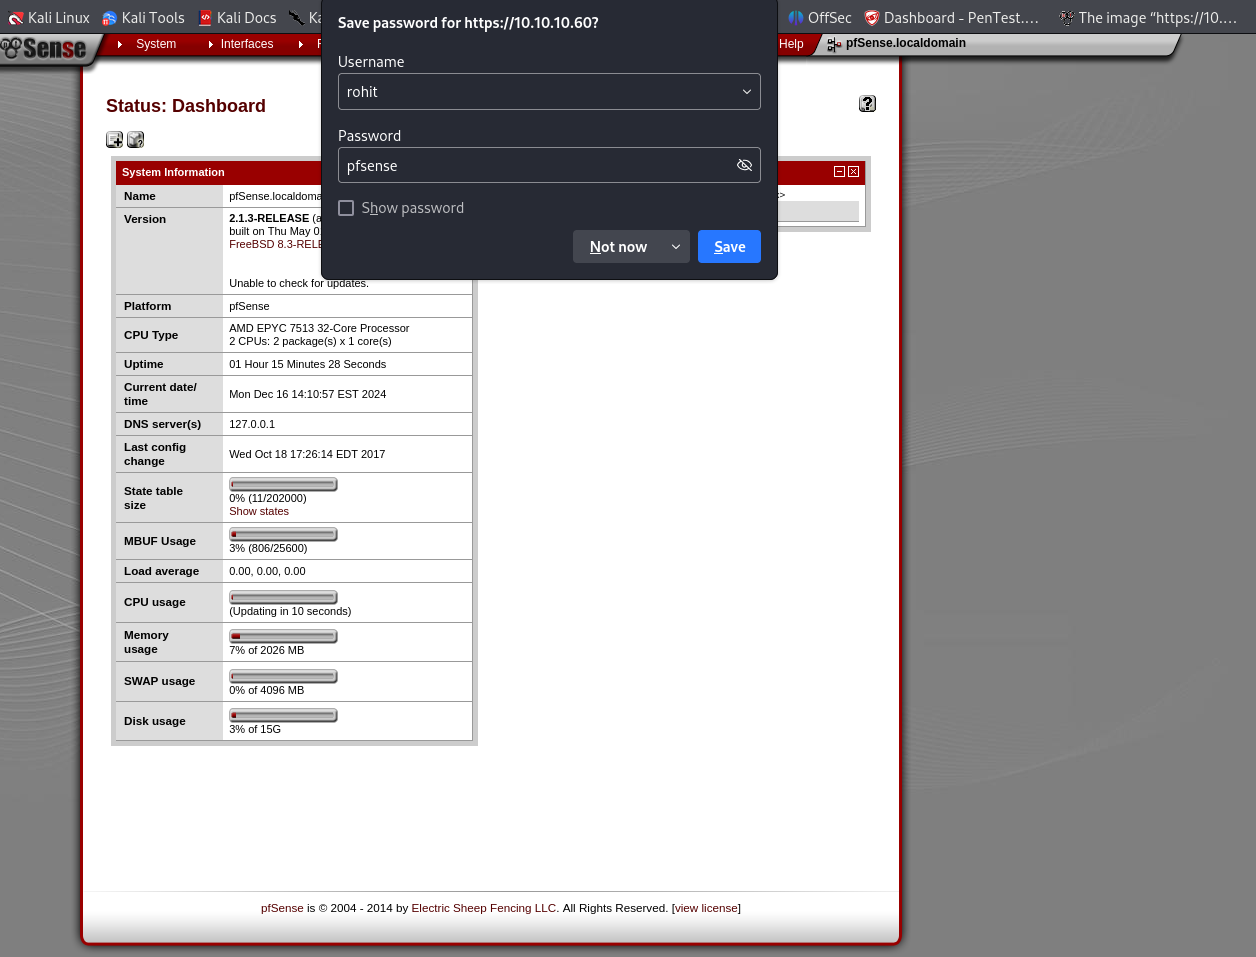 Kali Linux Kali Tools Kali Docs Ka OffSec Dashboard - PenTest.... The image “https://10....
Sense System Interfaces Help pfSense.localdomain
Save password for https://10.10.10.60?
Username
rohit
Password
pfsense
Show password
Not now Save
Status: Dashboard
System Information
Name pfSense.localdoma
Version 2.1.3-RELEASE (a
built on Thu May 0
FreeBSD 8.3-RELE
Unable to check for updates.
Platform pfSense
CPU Type AMD EPYC 7513 32-Core Processor
2 CPUs: 2 package(s) x 1 core(s)
Uptime 01 Hour 15 Minutes 28 Seconds
Current date/
time Mon Dec 16 14:10:57 EST 2024
DNS server(s) 127.0.0.1
Last config
change Wed Oct 18 17:26:14 EDT 2017
State table
size 0% (11/202000)
Show states
MBUF Usage 3% (806/25600)
Load average 0.00, 0.00, 0.00
CPU usage (Updating in 10 seconds)
Memory
usage 7% of 2026 MB
SWAP usage 0% of 4096 MB
Disk usage 3% of 15G
pfSense is © 2004 - 2014 by Electric Sheep Fencing LLC. All Rights Reserved. [view license]